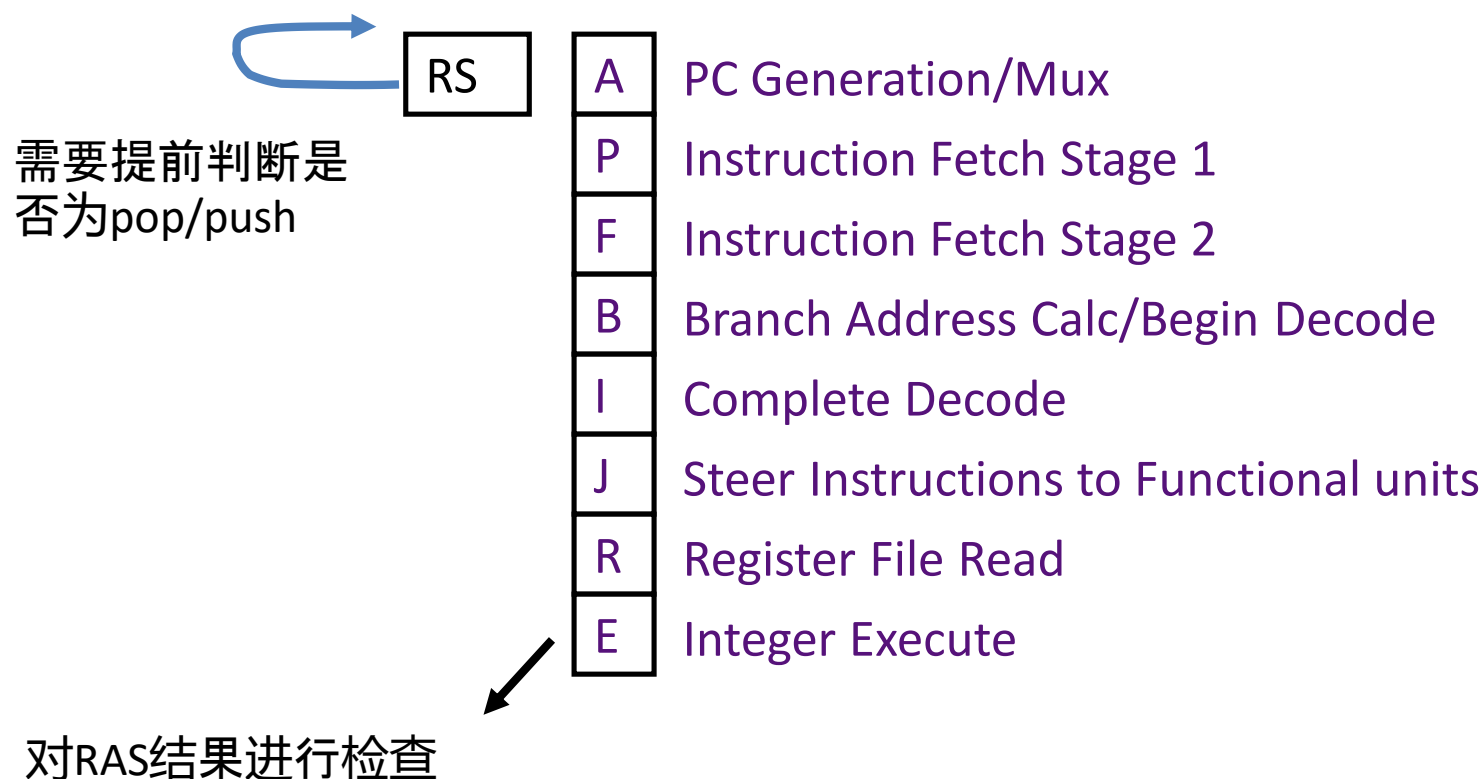 RS
A PC Generation/Mux
需要提前判断是
否为pop/push
P Instruction Fetch Stage 1
F Instruction Fetch Stage 2
B Branch Address Calc/Begin Decode
I Complete Decode
J Steer Instructions to Functional units
R Register File Read
E Integer Execute
对RAS结果进行检查